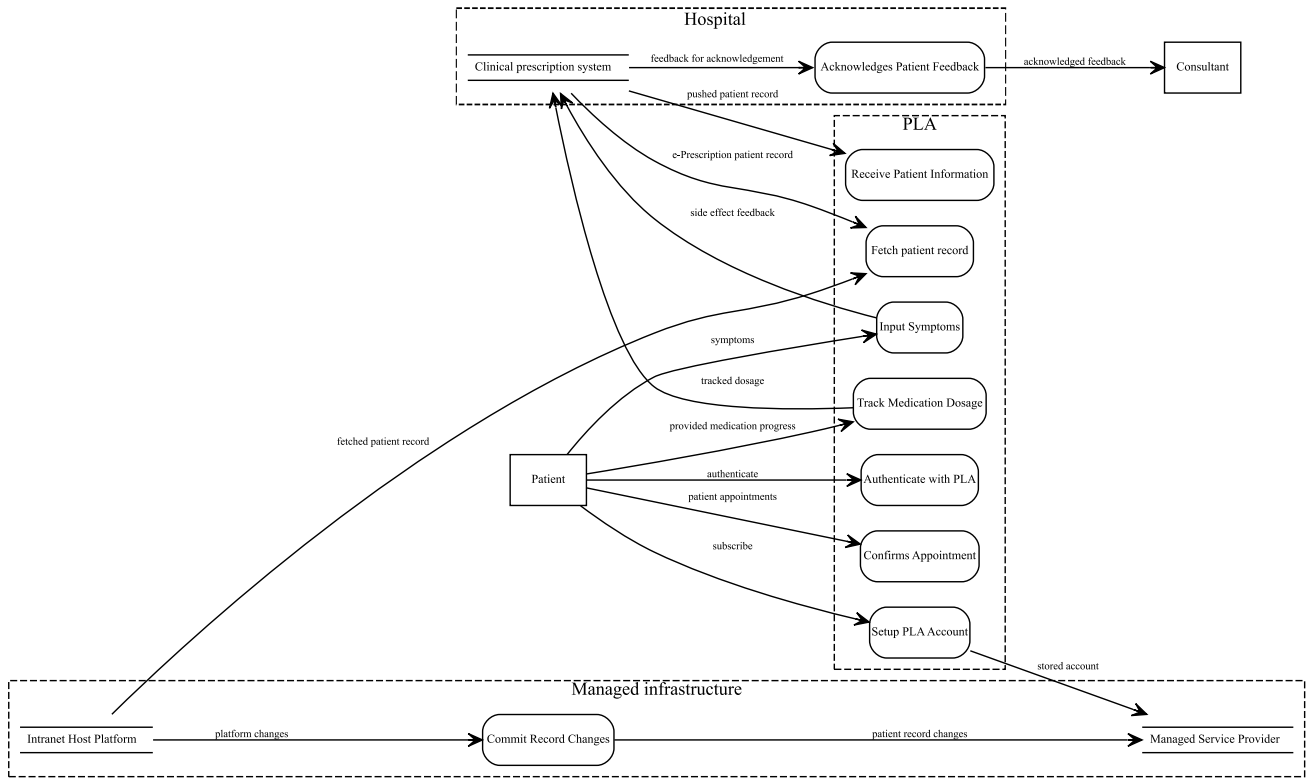 Hospital
Clinical prescription system
feedback for acknowledgement
Acknowledges Patient Feedback
acknowledged feedback
Consultant
pushed patient record
PLA
e-Prescription patient record
Receive Patient Information
side effect feedback
Fetch patient record
Input Symptoms
symptoms
tracked dosage
Track Medication Dosage
provided medication progress
fetched patient record
Patient
authenticate
Authenticate with PLA
patient appointments
subscribe
Confirms Appointment
Setup PLA Account
stored account
Managed infrastructure
Intranet Host Platform
platform changes
Commit Record Changes
patient record changes
Managed Service Provider